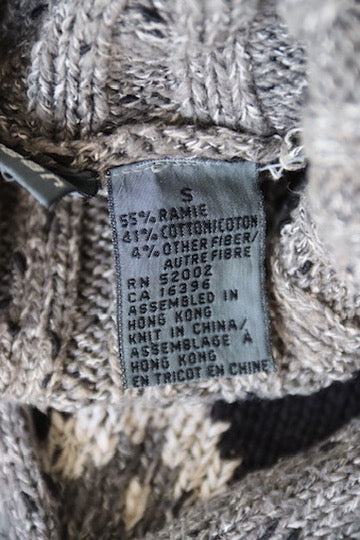 S
55% RAMIE
41% COTTON/COTON
4% OTHER FIBER/
AUTRE FIBRE
RN 52002
CA 16396
ASSEMBLED IN
HONG KONG
KNIT IN CHINA/
ASSEMBLAGE À
HONG KONG
EN TRICOT EN CHINE